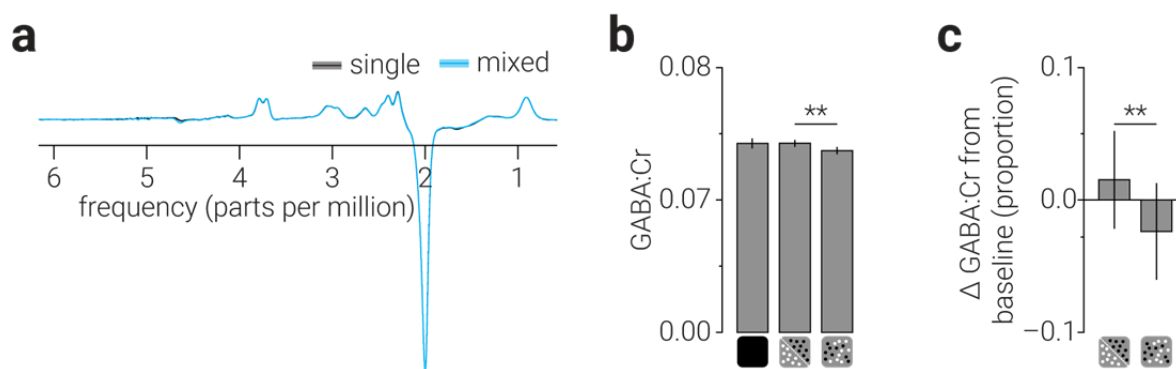 a
single mixed
6 5 4 3 2 1
frequency (parts per million)
b
GABA:Cr
0.08
0.07
0.00
**
c
Δ GABA:Cr from
baseline (proportion)
0.1
0.0
−0.1
**